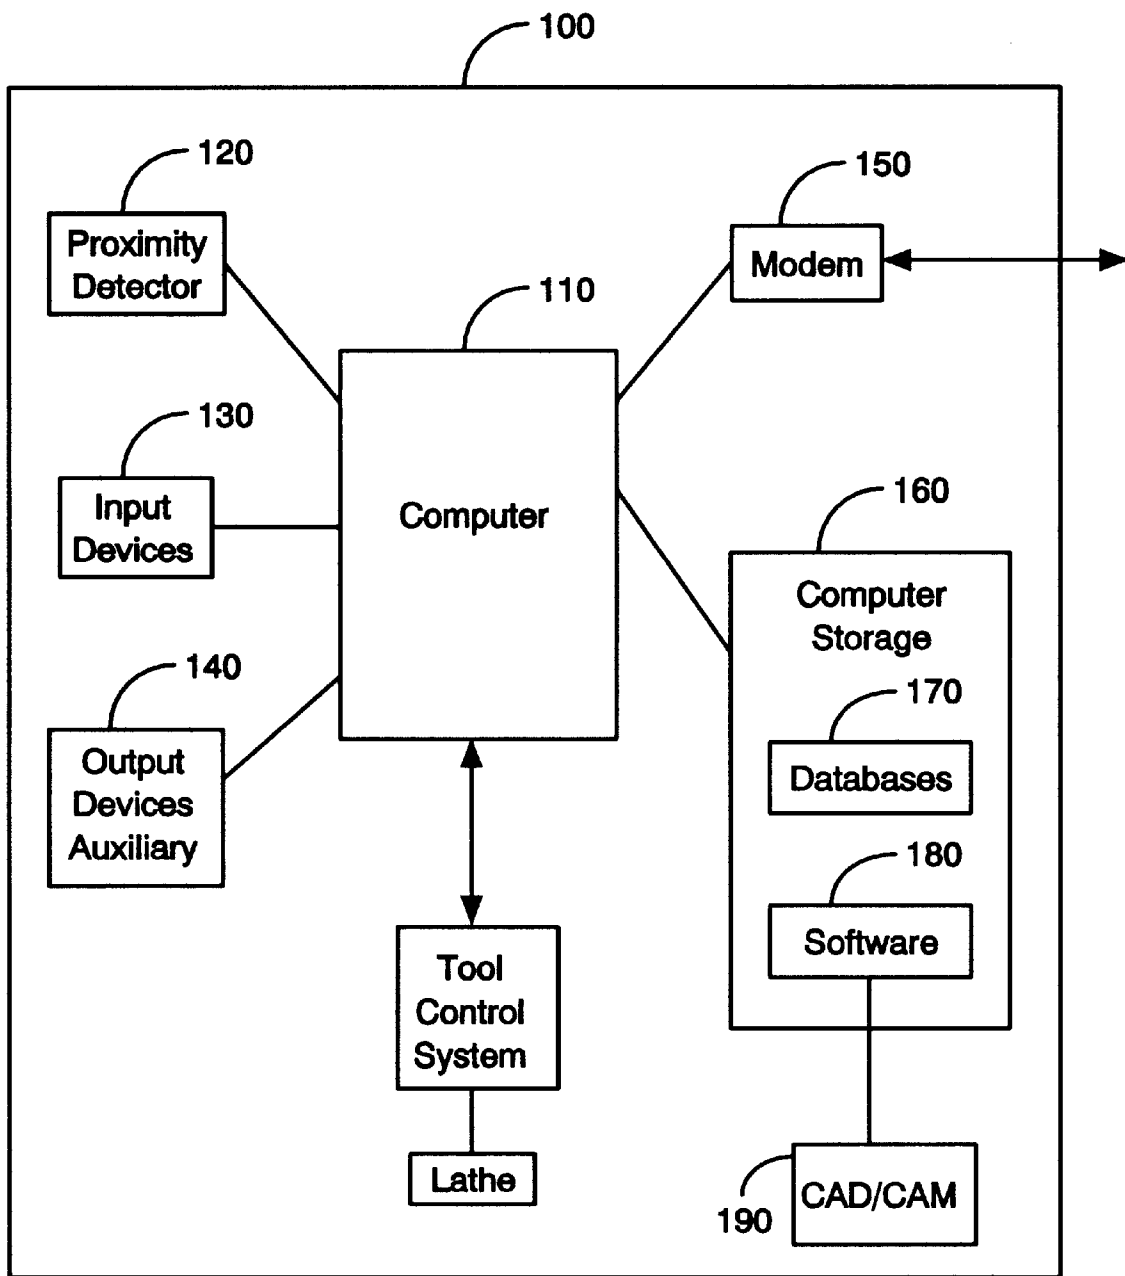 100
120
Proximity
Detector
150
Modem
110
Computer
130
Input
Devices
160
Computer
Storage
140
Output
Devices
Auxiliary
170
Databases
180
Software
Tool
Control
System
Lathe
190
CAD/CAM